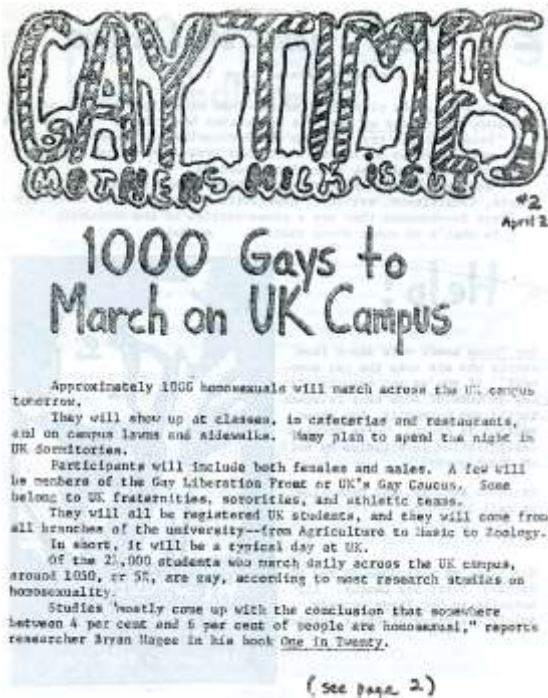 GAY TIMES
MOTHERS MILK ISSUE
#2
April 2
1000 Gays to
March on UK Campus
Approximately 1000 homosexuals will march across the UK campus
tomorrow.
They will show up at classes, in cafeterias and restaurants,
and on campus lawns and sidewalks. Many plan to spend the night in
UK dormitories.
Participants will include both females and males. A few will
be members of the Gay Liberation Front or UK's Gay Caucus. Some
belong to UK fraternities, sororities, and athletic teams.
They will all be registered UK students, and they will come from
all branches of the university--from Agriculture to Music to Zoology.
In short, it will be a typical day at UK.
Of the students who march daily across the UK campus,
around 1050, or 5%, are gay, according to most research studies on
homosexuality.
Studies "mostly come up with the conclusion that somewhere
between 4 per cent and 6 per cent of people are homosexual," reports
researcher Bryan Magee in his book One in Twenty.
(see page 2)